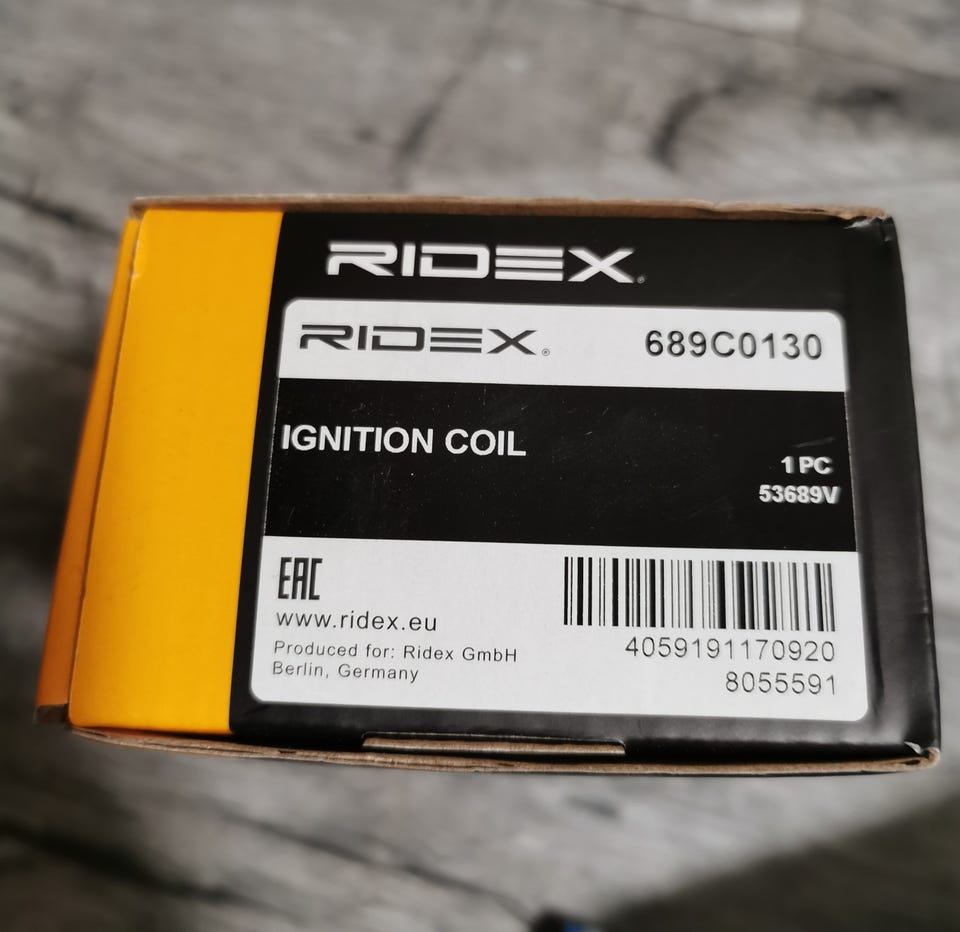 RIDEX®
RIDEX® 689C0130
IGNITION COIL
1 PC
53689V
EAC
www.ridex.eu
Produced for: Ridex GmbH
Berlin, Germany
4059191170920
8055591